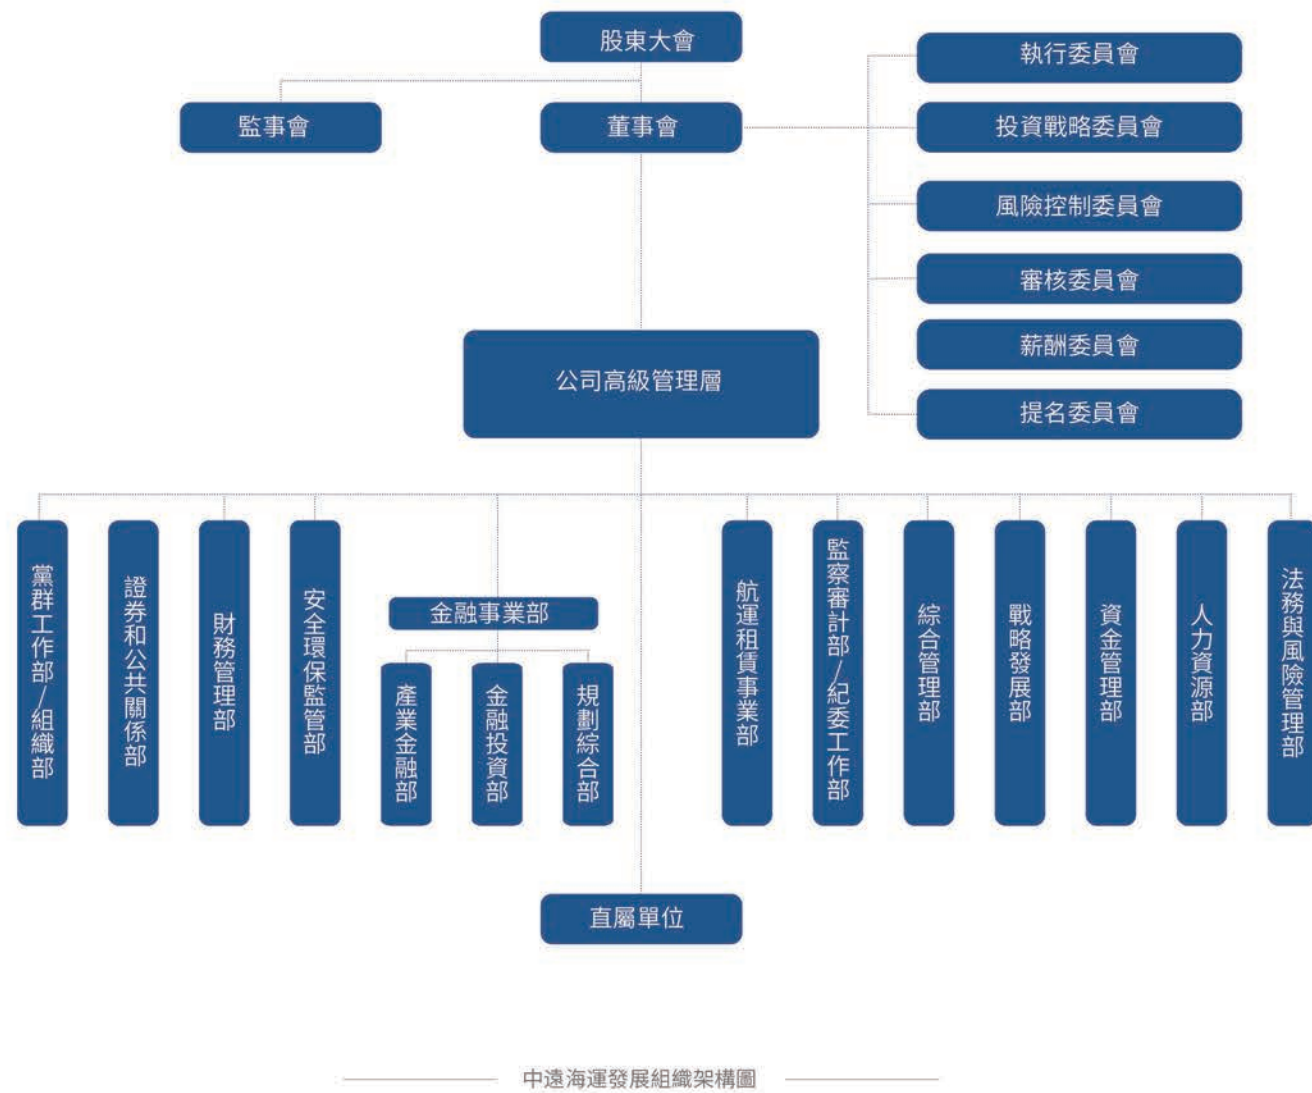 股東大會
執行委員會
監事會
董事會
投資戰略委員會
風險控制委員會
審核委員會
薪酬委員會
公司高級管理層
提名委員會
黨群工作部/組織部
證券和公共關係部
財務管理部
安全環保監管部
金融事業部
產業金融部
金融投資部
規劃綜合部
航運租賃事業部
監察審計部/紀委工作部
綜合管理部
戰略發展部
資金管理部
人力資源部
法務與風險管理部
直屬單位
中遠海運發展組織架構圖